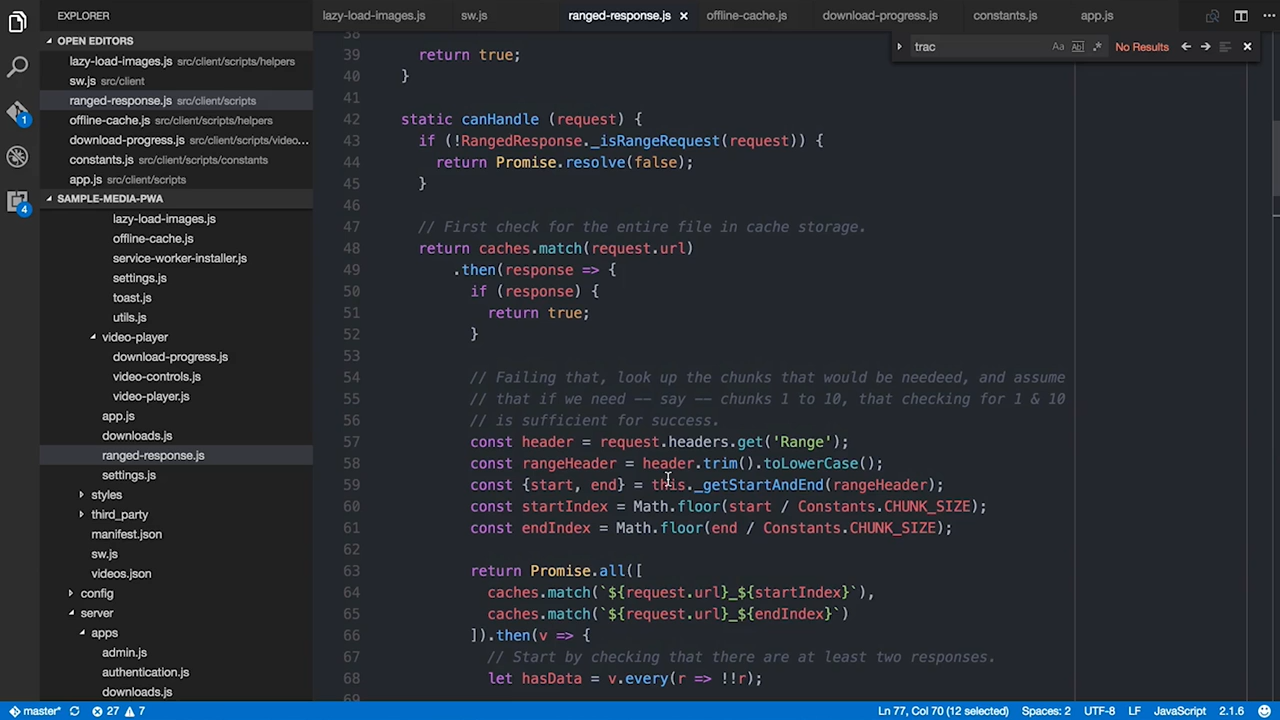 EXPLORER
OPEN EDITORS
lazy-load-images.js src/client/scripts/helpers
sw.js src/client
ranged-response.js src/client/scripts
offline-cache.js src/client/scripts/helpers
download-progress.js src/client/scripts/video...
constants.js src/client/scripts/constants
app.js src/client/scripts
SAMPLE-MEDIA-PWA
lazy-load-images.js
offline-cache.js
service-worker-installer.js
settings.js
toast.js
utils.js
video-player
download-progress.js
video-controls.js
video-player.js
app.js
downloads.js
ranged-response.js
settings.js
styles
third_party
manifest.json
sw.js
videos.json
config
server
apps
admin.js
authentication.js
downloads.js
1
4
lazy-load-images.js sw.js ranged-response.js offline-cache.js download-progress.js constants.js app.js
trac Aa Abl .* No Results
38
39 return true;
40 }
41
42 static canHandle (request) {
43 if (!RangedResponse._isRangeRequest(request)) {
44 return Promise.resolve(false);
45 }
46
47 // First check for the entire file in cache storage.
48 return caches.match(request.url)
49 .then(response => {
50 if (response) {
51 return true;
52 }
53
54 // Failing that, look up the chunks that would be needeed, and assume
55 // that if we need -- say -- chunks 1 to 10, that checking for 1 & 10
56 // is sufficient for success.
57 const header = request.headers.get('Range');
58 const rangeHeader = header.trim().toLowerCase();
59 const {start, end} = this._getStartAndEnd(rangeHeader);
60 const startIndex = Math.floor(start / Constants.CHUNK_SIZE);
61 const endIndex = Math.floor(end / Constants.CHUNK_SIZE);
62
63 return Promise.all([
64 caches.match(`${request.url}_${startIndex}`),
65 caches.match(`${request.url}_${endIndex}`)
66 ]).then(v => {
67 // Start by checking that there are at least two responses.
68 let hasData = v.every(r => !!r);
69
master* 27 7 Ln 77, Col 70 (12 selected) Spaces: 2 UTF-8 LF JavaScript 2.1.6